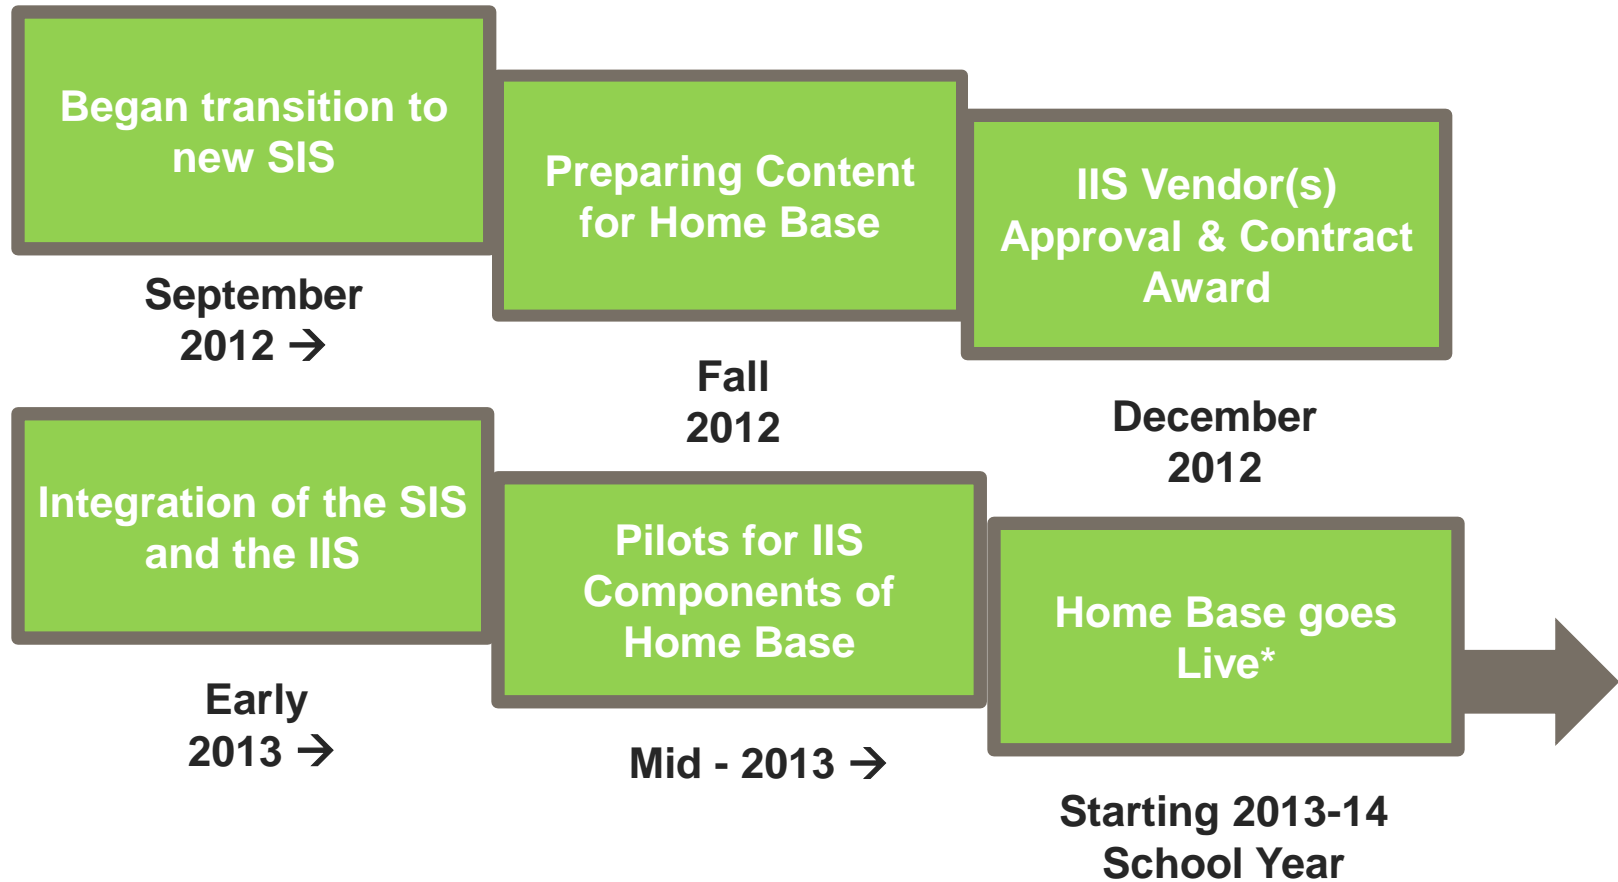 Began transition to
new SIS
September
2012 →
Preparing Content
for Home Base
Fall
2012
IIS Vendor(s)
Approval & Contract
Award
December
2012
Integration of the SIS
and the IIS
Early
2013 →
Pilots for IIS
Components of
Home Base
Mid - 2013 →
Home Base goes
Live*
Starting 2013-14
School Year